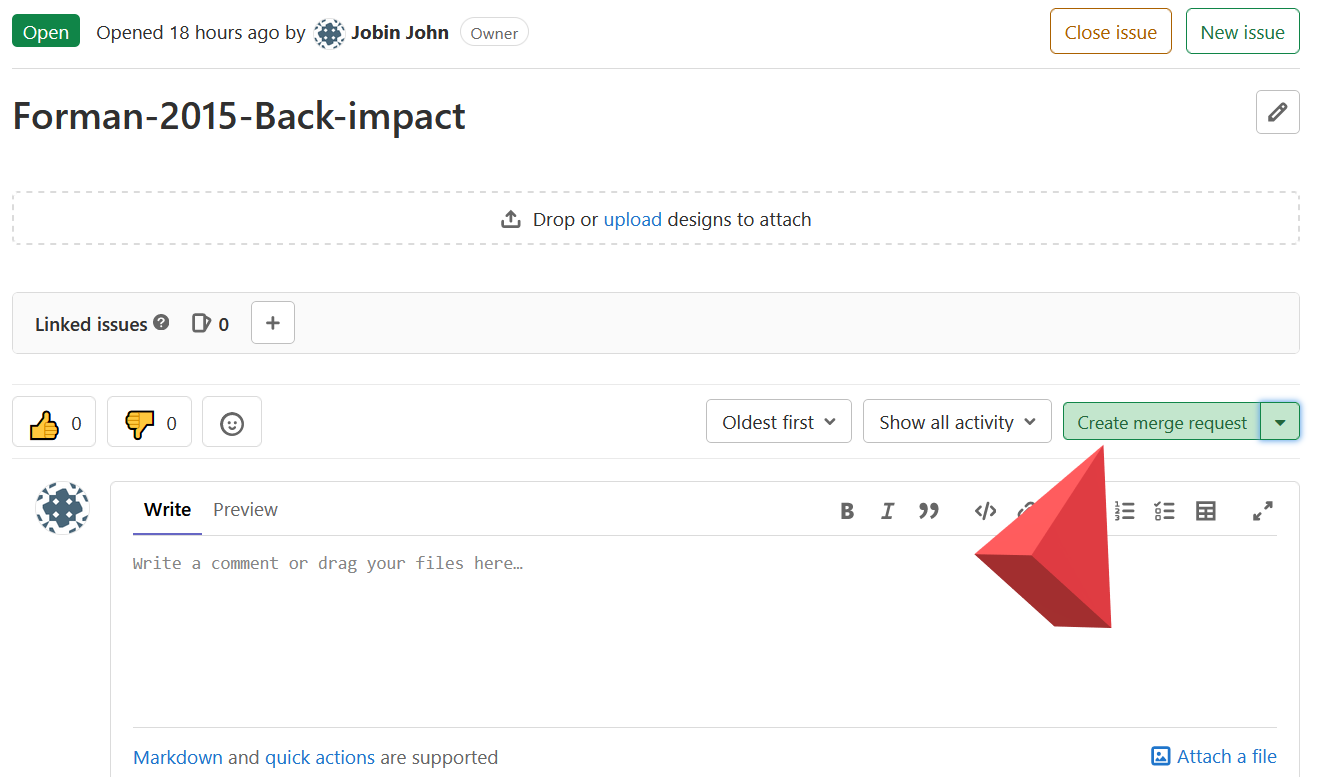 Open Opened 18 hours ago by Jobin John Owner Close issue New issue
Forman-2015-Back-impact
Drop or upload designs to attach
Linked issues 0
0 0 Oldest first Show all activity Create merge request
Write Preview
Write a comment or drag your files here…
Markdown and quick actions are supported Attach a file